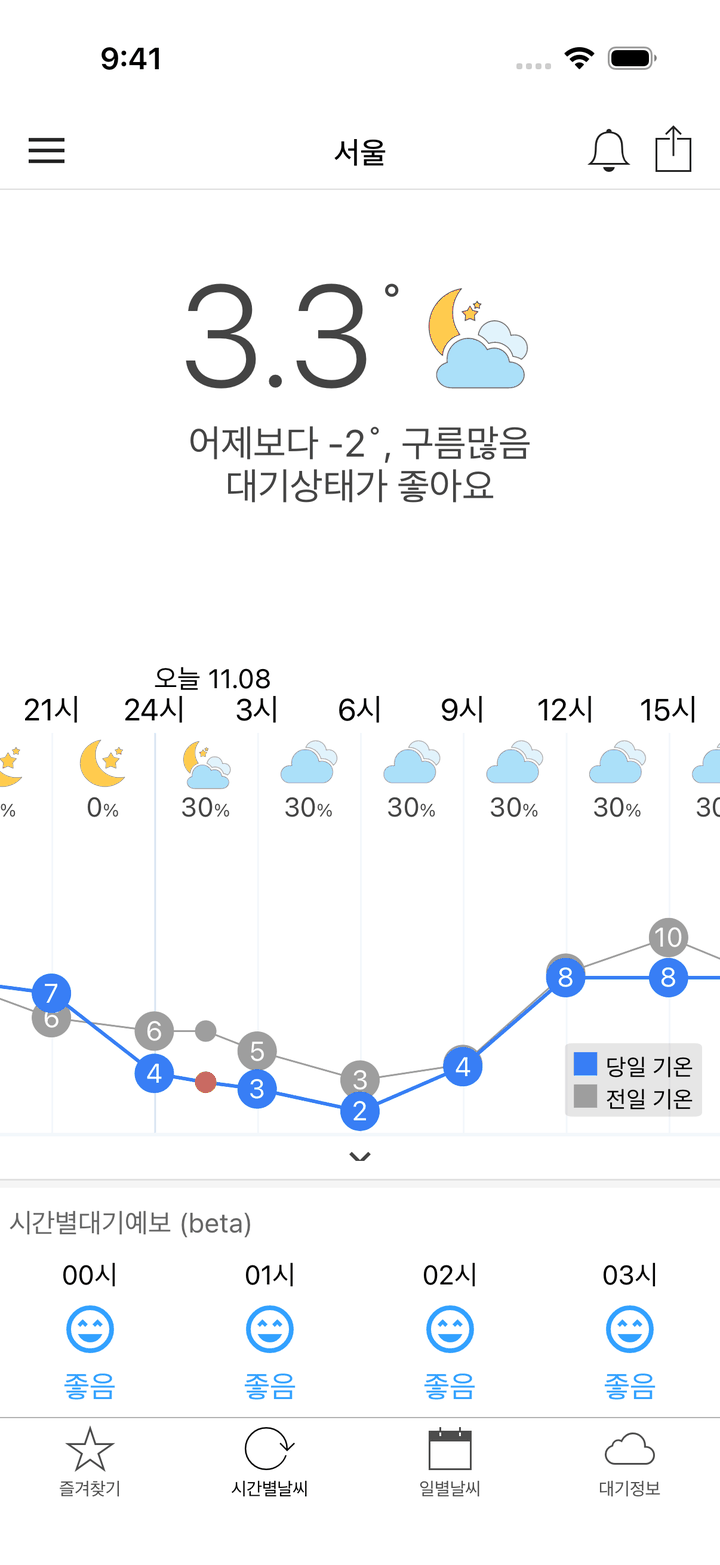 9:41
서울
3.3°
어제보다 -2°, 구름많음
대기상태가 좋아요
오늘 11.08
21시 24시 3시 6시 9시 12시 15시
% 0% 30% 30% 30% 30% 30% 30
7 6 6 4 5 3 3 2 4 8 10 8
당일 기온
전일 기온
시간별대기예보 (beta)
00시 01시 02시 03시
좋음 좋음 좋음 좋음
즐겨찾기 시간별날씨 일별날씨 대기정보